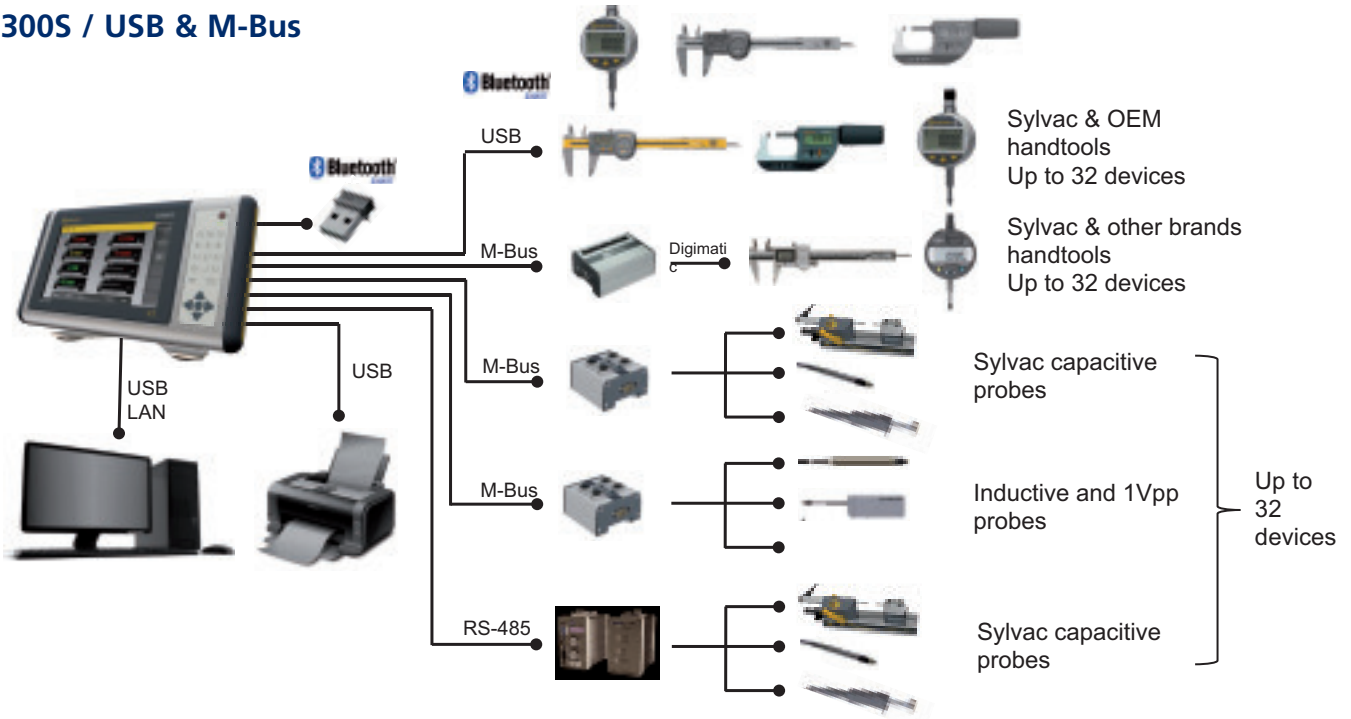 300S / USB & M-Bus
Bluetooth
USB
Sylvac & OEM
handtools
Up to 32 devices
Bluetooth
M-Bus
Digimati
c
Sylvac & other brands
handtools
Up to 32 devices
M-Bus
Sylvac capacitive
probes
USB
LAN
USB
M-Bus
Inductive and 1Vpp
probes
Up to
32
devices
RS-485
Sylvac capacitive
probes